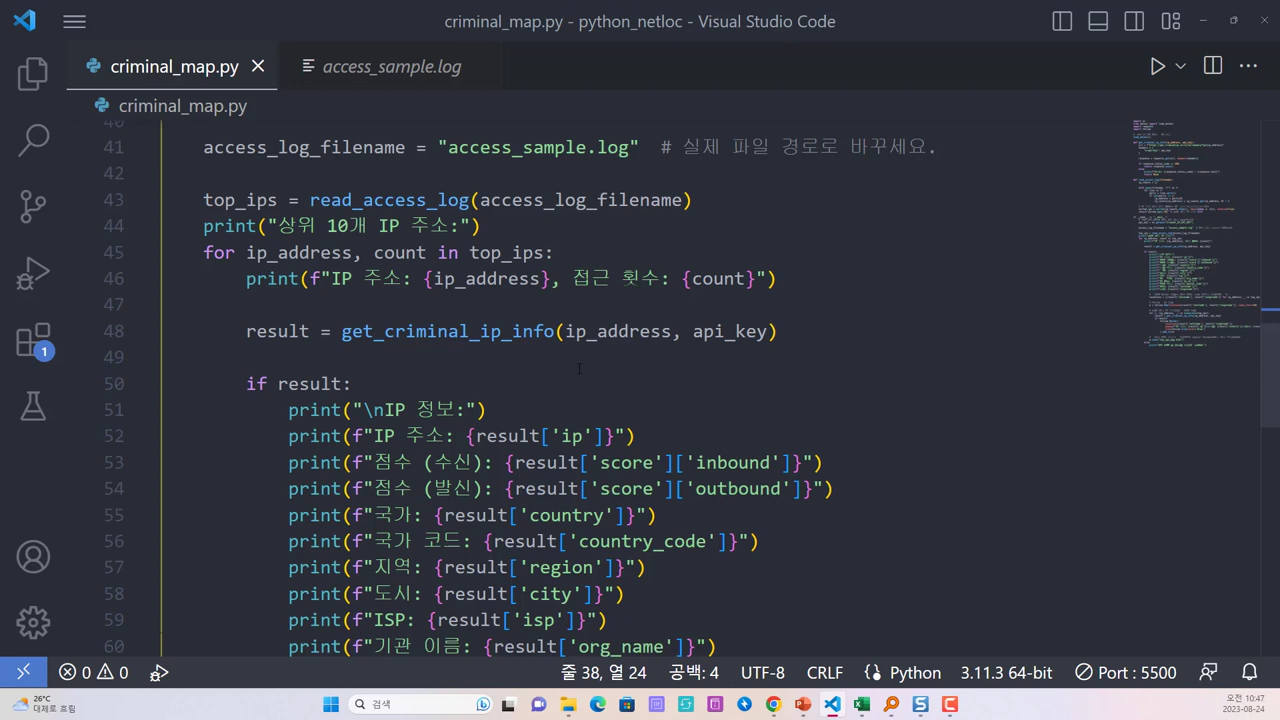 criminal_map.py - python_netloc - Visual Studio Code
criminal_map.py
access_sample.log
criminal_map.py
40
41 access_log_filename = "access_sample.log" # 실제 파일 경로로 바꾸세요.
42
43 top_ips = read_access_log(access_log_filename)
44 print("상위 10개 IP 주소:")
45 for ip_address, count in top_ips:
46 print(f"IP 주소: {ip_address}, 접근 횟수: {count}")
47
48 result = get_criminal_ip_info(ip_address, api_key)
49
50 if result:
51 print("\nIP 정보:")
52 print(f"IP 주소: {result['ip']}")
53 print(f"점수 (수신): {result['score']['inbound']}")
54 print(f"점수 (발신): {result['score']['outbound']}")
55 print(f"국가: {result['country']}")
56 print(f"국가 코드: {result['country_code']}")
57 print(f"지역: {result['region']}")
58 print(f"도시: {result['city']}")
59 print(f"ISP: {result['isp']}")
60 print(f"기관 이름: {result['org_name']}")
1
0 0 줄 38, 열 24 공백: 4 UTF-8 CRLF Python 3.11.3 64-bit Port : 5500
26°C
대체로 흐림
검색
오전 10:47
2023-08-24